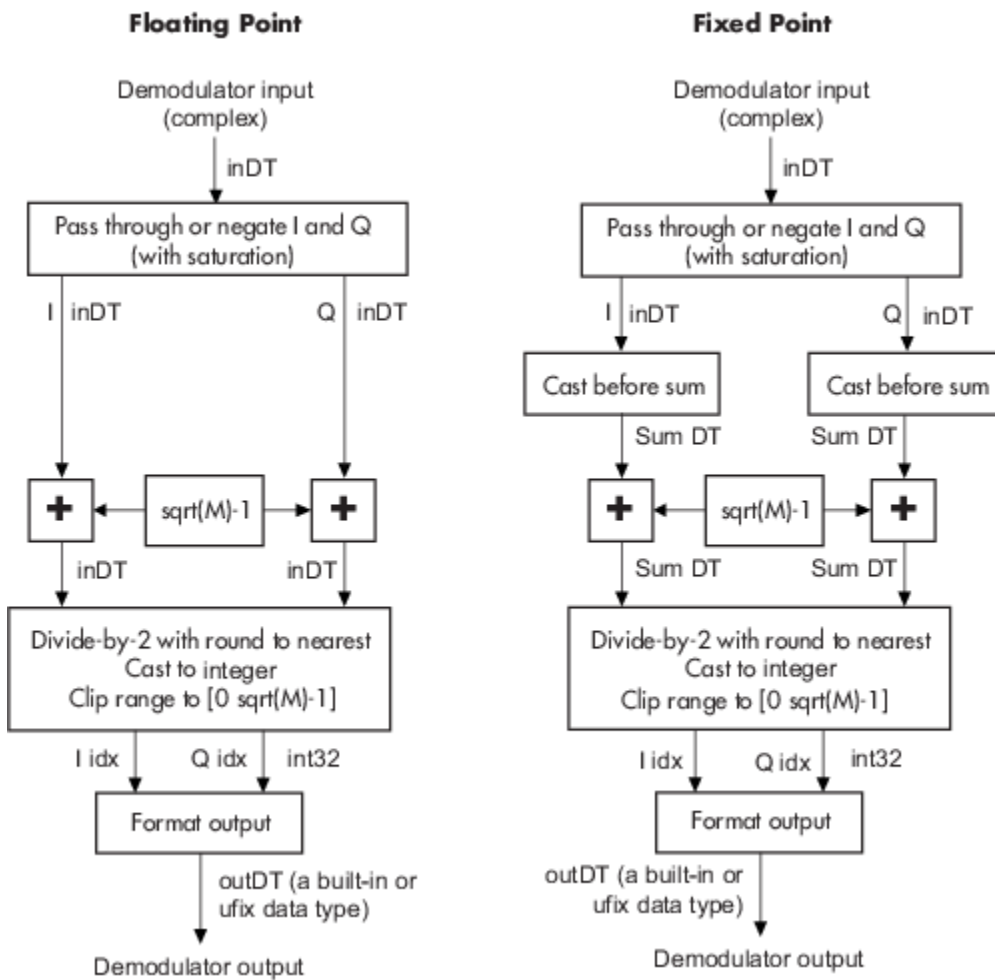 Floating Point
Demodulator input
(complex)
inDT
Pass through or negate I and Q
(with saturation)
I
inDT
Q
inDT
+
sqrt(M)-1
+
inDT
inDT
Divide-by-2 with round to nearest
Cast to integer
Clip range to [0 sqrt(M)-1]
I idx
Q idx
int32
Format output
outDT (a built-in or
ufix data type)
Demodulator output
Fixed Point
Demodulator input
(complex)
inDT
Pass through or negate I and Q
(with saturation)
I
inDT
Q
inDT
Cast before sum
Cast before sum
Sum DT
Sum DT
+
sqrt(M)-1
+
Sum DT
Sum DT
Divide-by-2 with round to nearest
Cast to integer
Clip range to [0 sqrt(M)-1]
I idx
Q idx
int32
Format output
outDT (a built-in or
ufix data type)
Demodulator output